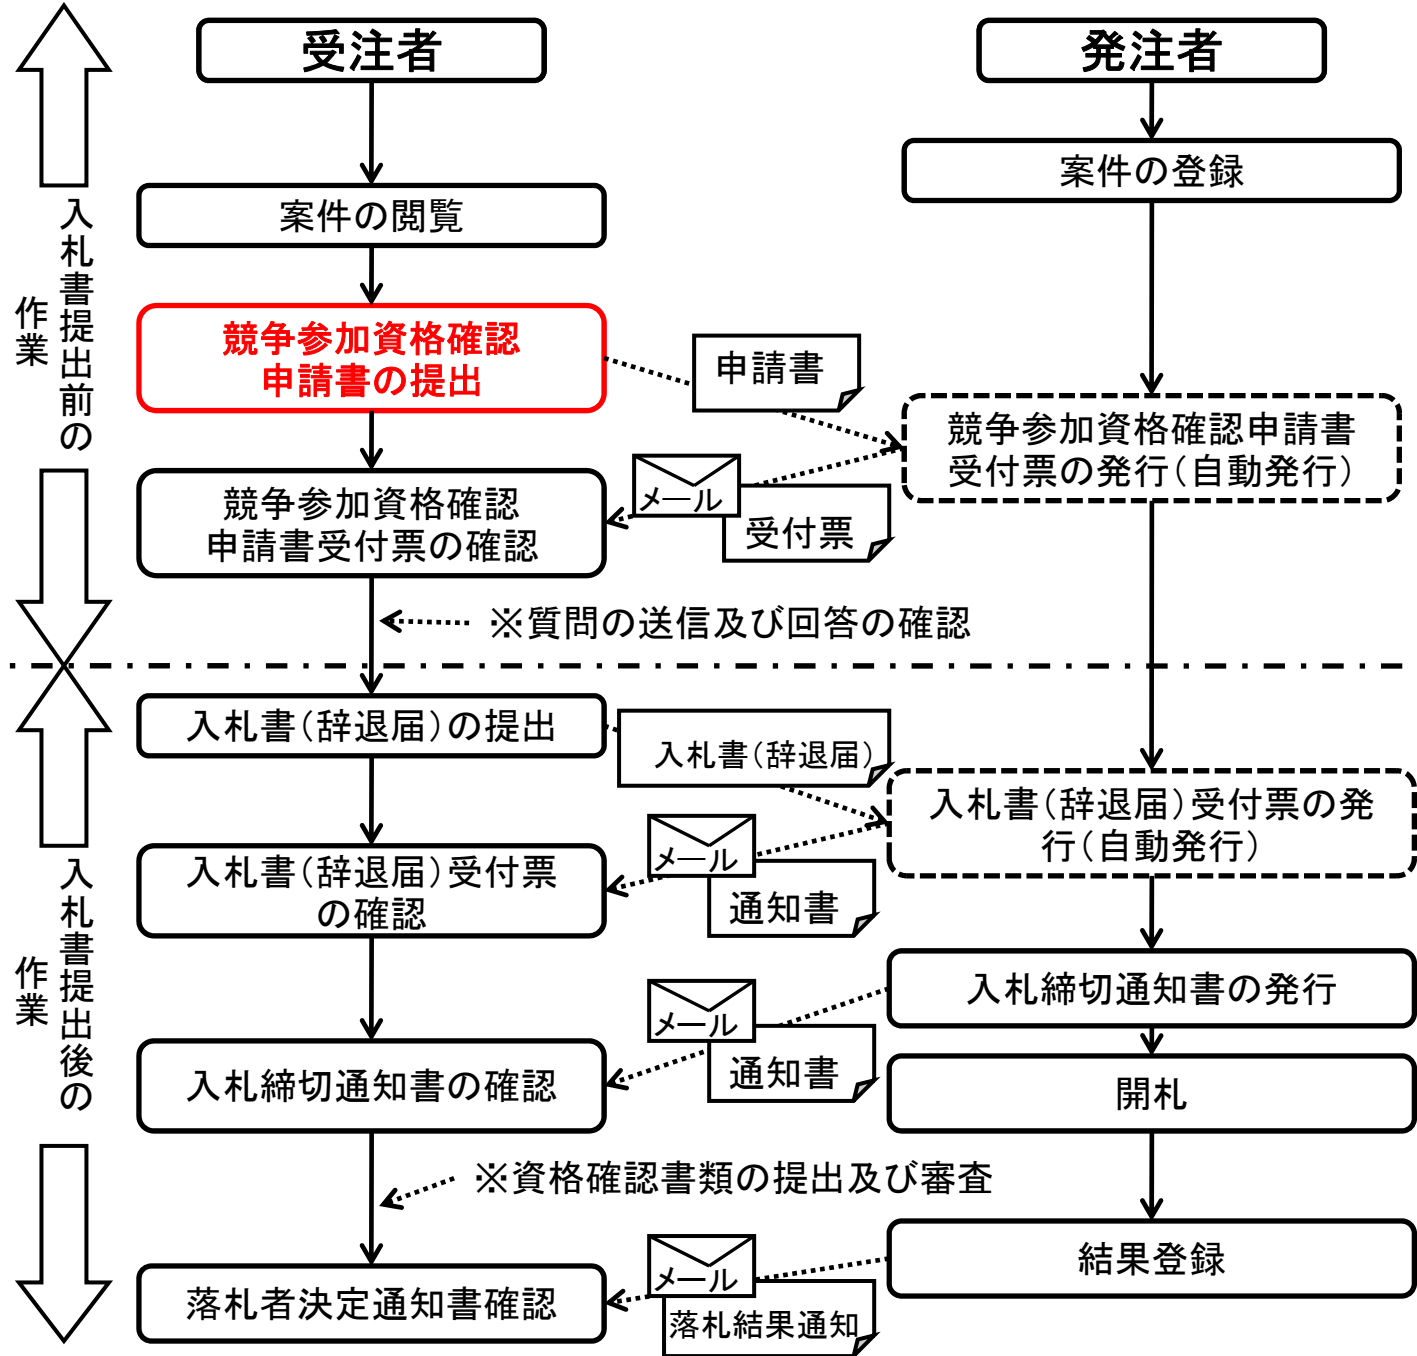 受注者
発注者
案件の登録
案件の閲覧
入札書提出前の
作業
競争参加資格確認
申請書の提出
申請書
競争参加資格確認申請書
受付票の発行（自動発行）
メール
受付票
競争参加資格確認
申請書受付票の確認
※質問の送信及び回答の確認
入札書（辞退届）の提出
入札書（辞退届）
入札書（辞退届）受付票の発
行（自動発行）
メール
通知書
入札書（辞退届）受付票
の確認
入札書提出後の
作業
入札締切通知書の発行
メール
通知書
入札締切通知書の確認
開札
※資格確認書類の提出及び審査
結果登録
メール
落札結果通知
落札者決定通知書確認